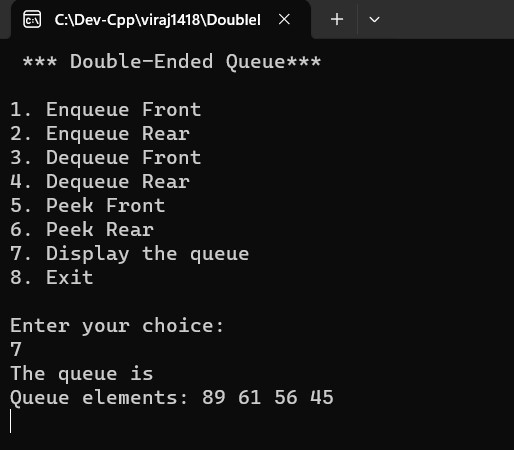 C:\Dev-Cpp\viraj1418\Doublel
*** Double-Ended Queue***
1. Enqueue Front
2. Enqueue Rear
3. Dequeue Front
4. Dequeue Rear
5. Peek Front
6. Peek Rear
7. Display the queue
8. Exit
Enter your choice:
7
The queue is
Queue elements: 89 61 56 45